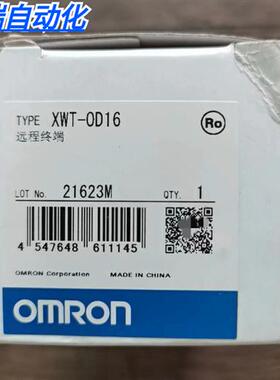 瑞自动化
TYPE XWT-OD16
Ro
远程终端
LOT No. 21623M QTY. 1
4 547648 611145
OMRON Corporation MADE IN CHINA
OMRON